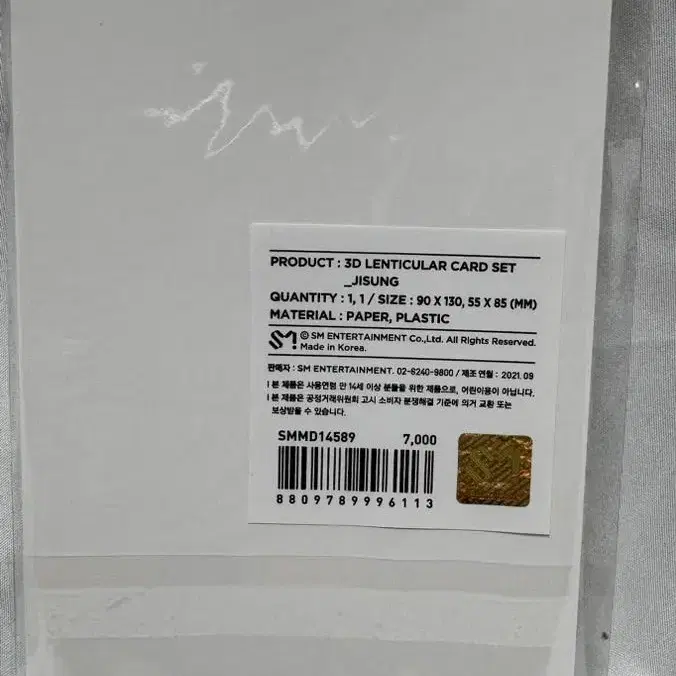 PRODUCT : 3D LENTICULAR CARD SET
_JISUNG
QUANTITY : 1, 1 / SIZE : 90 X 130, 55 X 85 (MM)
MATERIAL : PAPER, PLASTIC
SM © SM ENTERTAINMENT Co.,Ltd. All Rights Reserved.
Made in Korea.
판매자 : SM ENTERTAINMENT. 02-6240-9800 / 제조 연월 : 2021. 09
| 본 제품은 사용연령 만 14세 이상 분들을 위한 제품으로, 어린이용이 아닙니다.
| 본 제품은 공정거래위원회 고시 소비자 분쟁해결 기준에 의거 교환 또는
보상받을 수 있습니다.
SMMD14589 7,000
8809789996113
SM